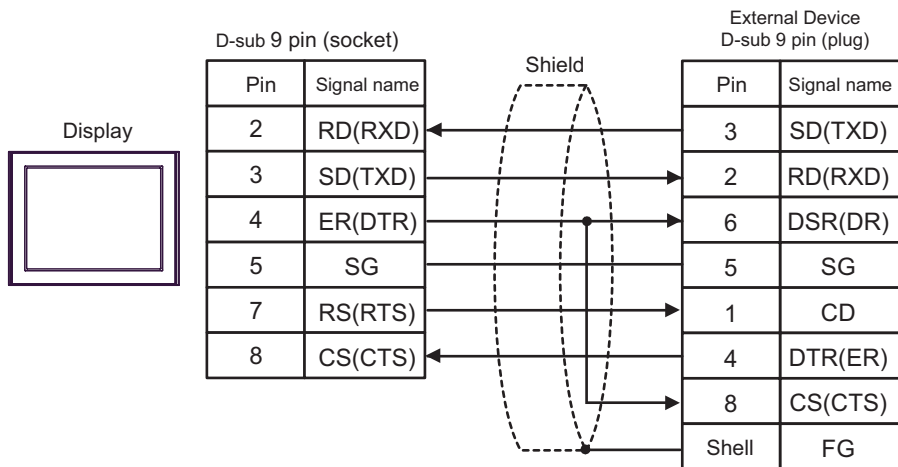 External Device
D-sub 9 pin (socket)
D-sub 9 pin (plug)
Shield
Pin Signal name
Pin Signal name
Display
2 RD(RXD)
3 SD(TXD)
3 SD(TXD)
2 RD(RXD)
4 ER(DTR)
6 DSR(DR)
5 SG
5 SG
7 RS(RTS)
1 CD
8 CS(CTS)
4 DTR(ER)
8 CS(CTS)
Shell FG